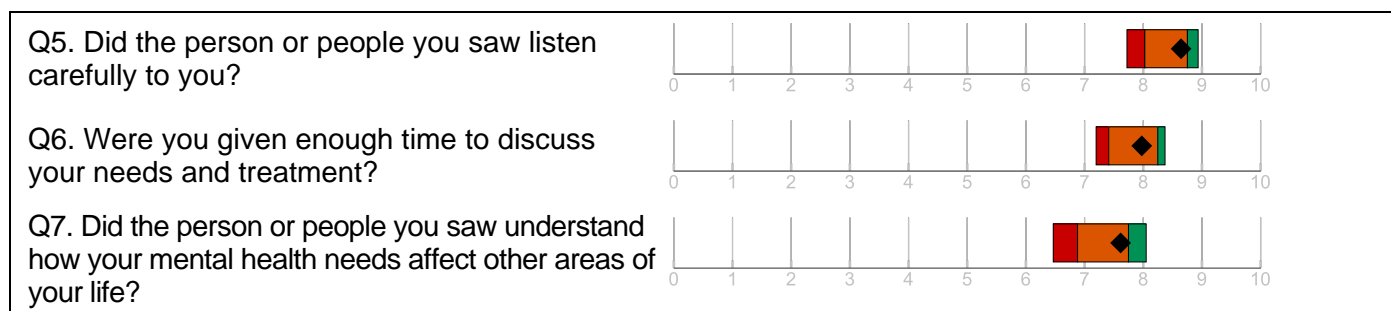 Q5. Did the person or people you saw listen
carefully to you?
0 1 2 3 4 5 6 7 8 9 10
Q6. Were you given enough time to discuss
your needs and treatment?
0 1 2 3 4 5 6 7 8 9 10
Q7. Did the person or people you saw understand
how your mental health needs affect other areas of
your life?
0 1 2 3 4 5 6 7 8 9 10